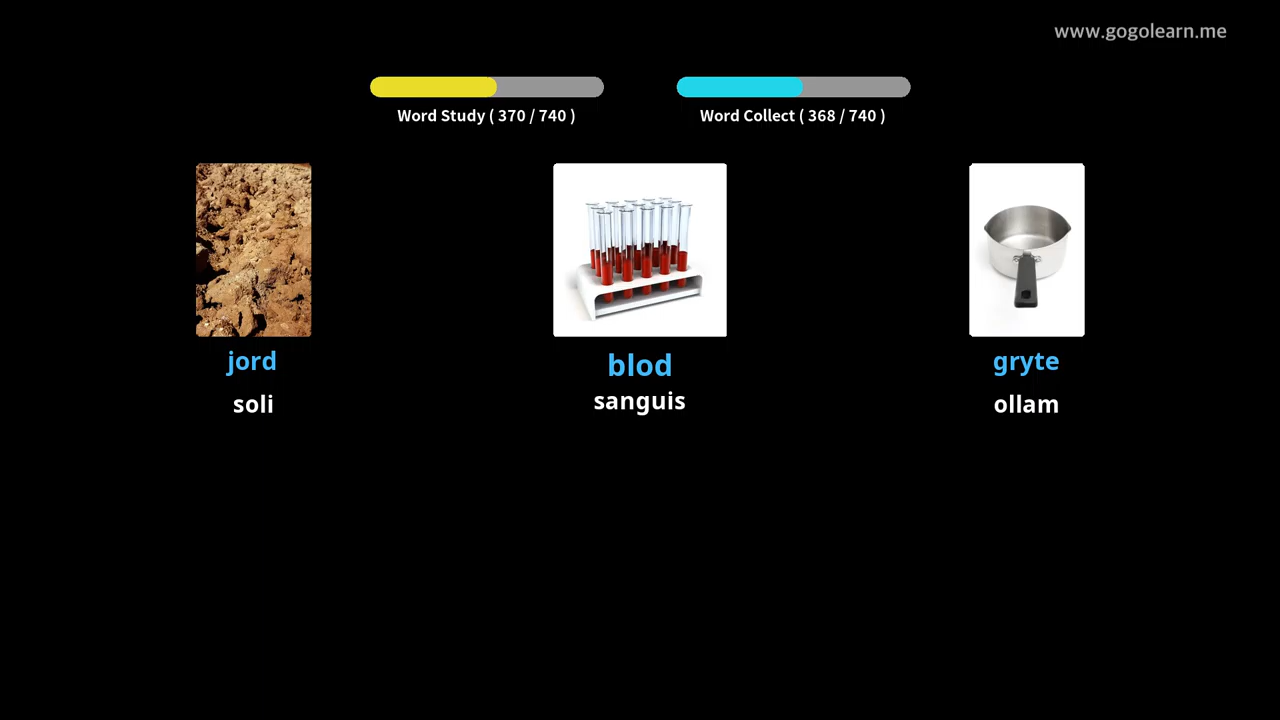 www.gogolearn.me
Word Study ( 370 / 740 )
Word Collect ( 368 / 740 )
jord
soli
blod
sanguis
gryte
ollam